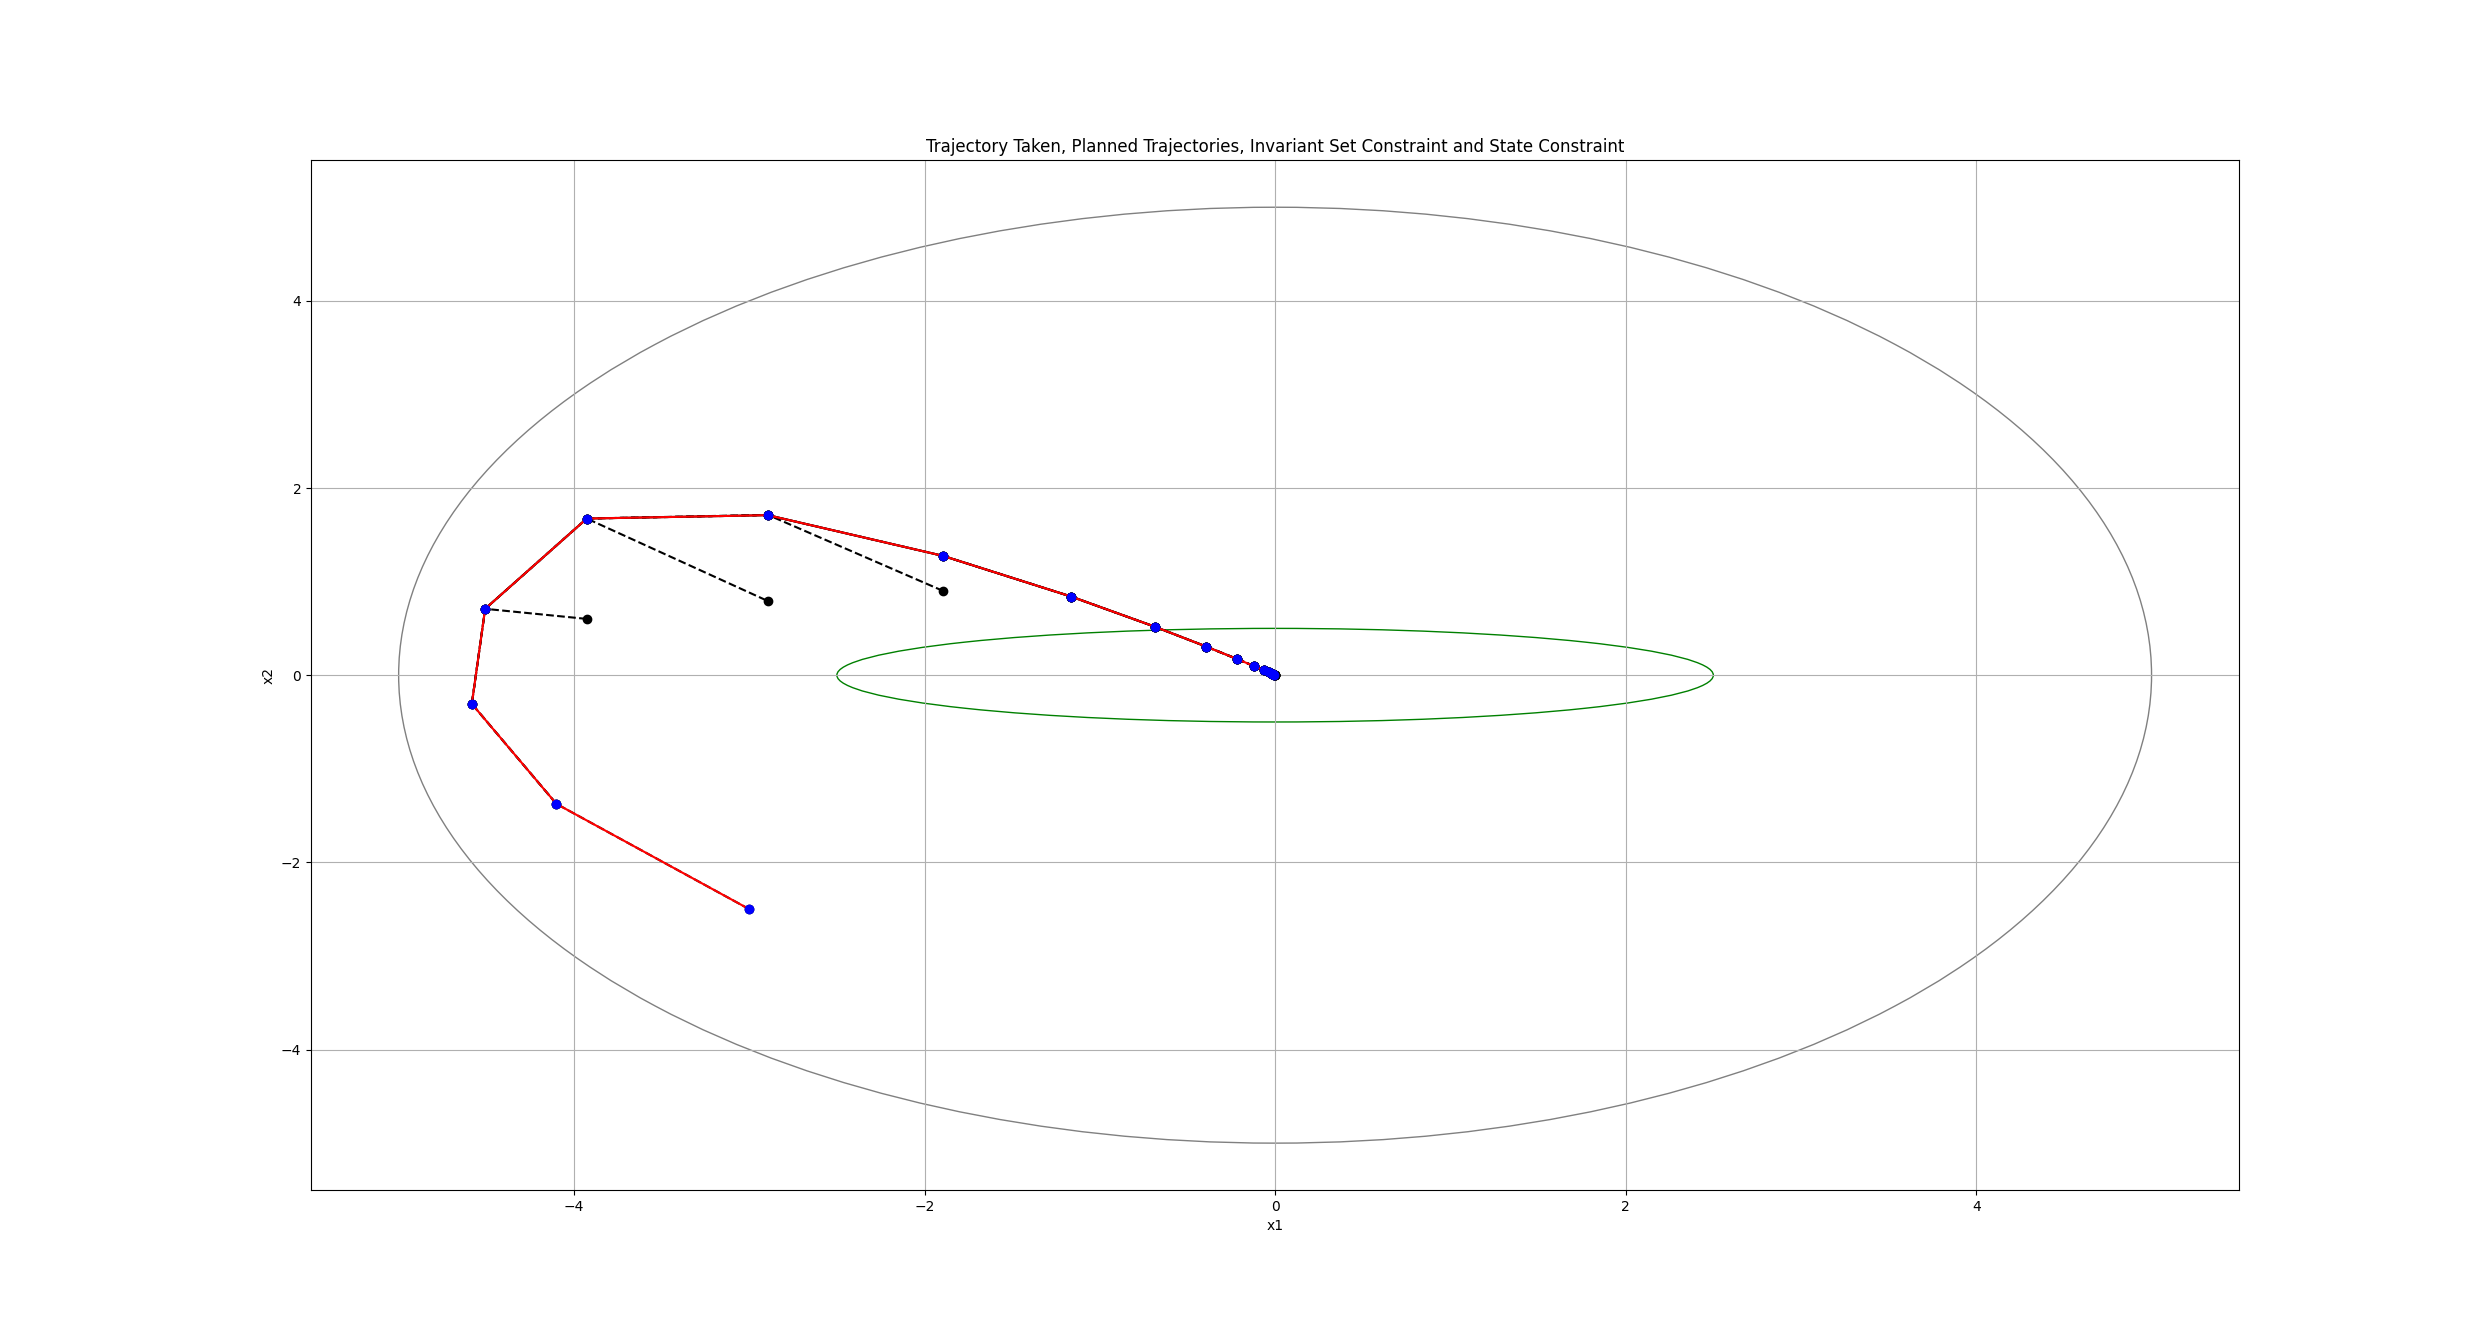 Trajectory Taken, Planned Trajectories, Invariant Set Constraint and State Constraint
4
2
0
−2
−4
x2
−4 −2 0 2 4
x1